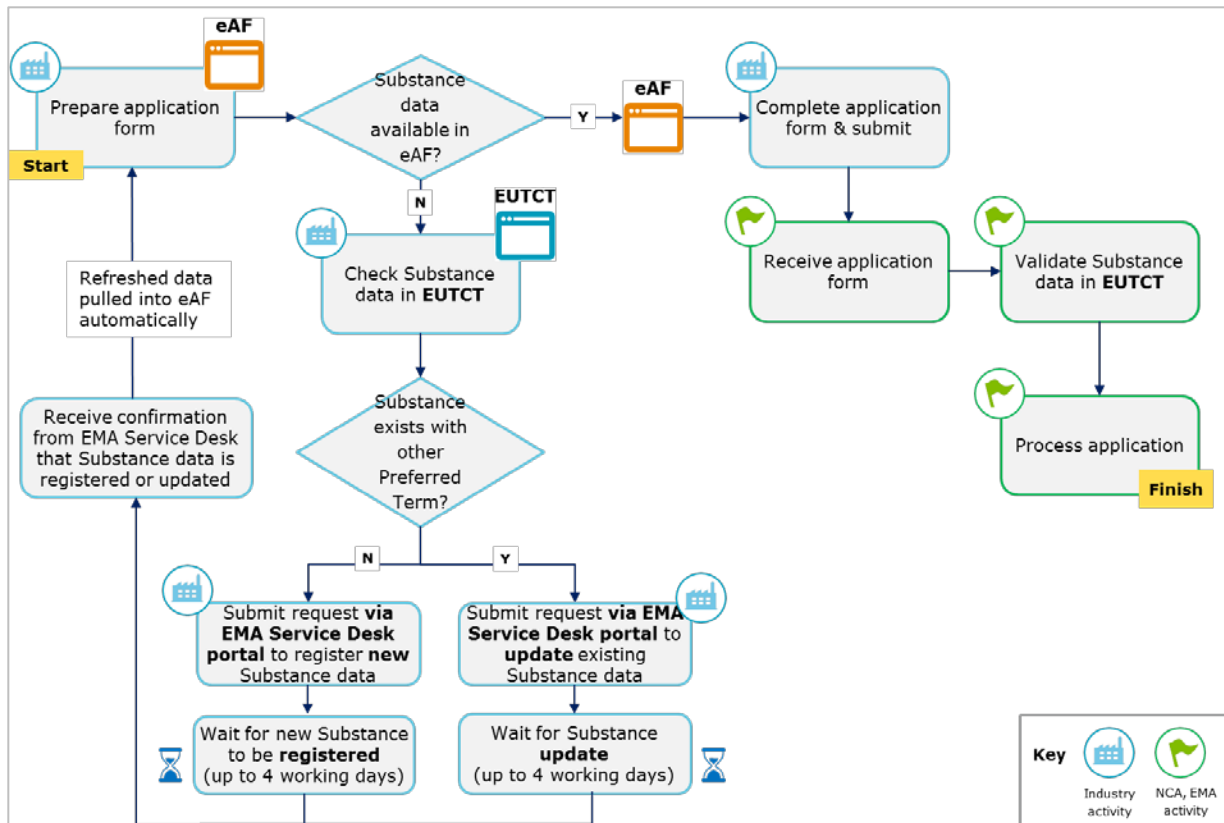 eAF
Prepare application
form
Start
Substance
data
available in
eAF?
Y
eAF
Complete application
form & submit
N
EUTCT
Check Substance
data in EUTCT
Receive application
form
Validate Substance
data in EUTCT
Refreshed data
pulled into eAF
automatically
Substance
exists with
other
Preferred
Term?
Process application
Finish
Receive confirmation
from EMA Service Desk
that Substance data is
registered or updated
N
Y
Submit request via
EMA Service Desk
portal to register new
Substance data
Submit request via EMA
Service Desk portal to
update existing
Substance data
Wait for new Substance
to be registered
(up to 4 working days)
Wait for Substance
update
(up to 4 working days)
Key
Industry
activity
NCA, EMA
activity